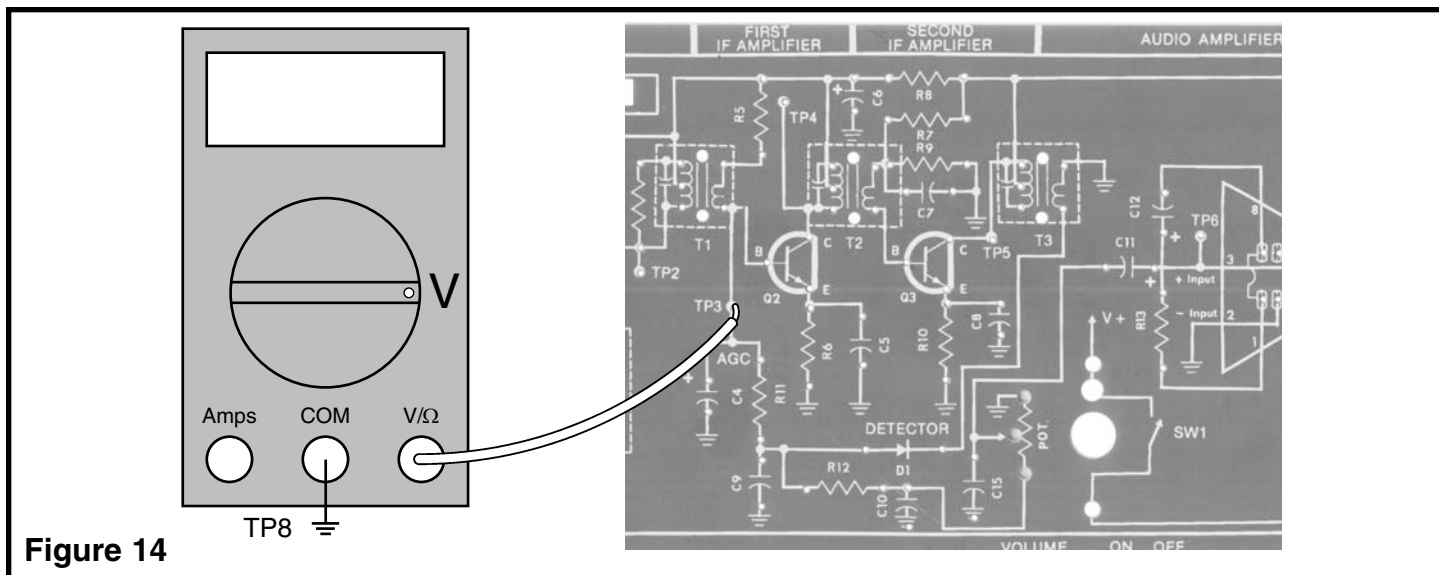 FIRST
IF AMPLIFIER
SECOND
IF AMPLIFIER
AUDIO AMPLIFIER
R5
TP4
C6
R8
R7
R9
C7
T1
T2
T3
TP2
B
C
E
Q2
B
C
E
Q3
TP5
C12
TP6
C11
8
3
+ Input
– Input
2
1
R13
V+
TP3
AGC
R6
C5
R10
C8
C4
R11
DETECTOR
D1
R12
C9
C10
C15
POT.
SW1
VOLUME ON OFF
V
Amps
COM
V/Ω
TP8
Figure 14